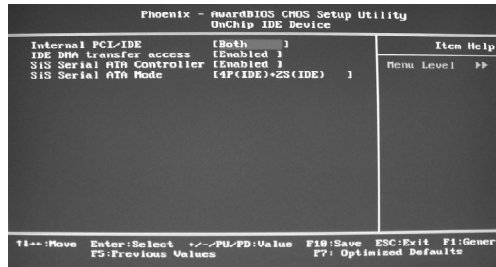 Phoenix - AwardBIOS CMOS Setup Utility
OnChip IDE Device
Internal PCI/IDE [Both ]
IDE DMA transfer access [Enabled ]
SiS Serial ATA Controller [Enabled ]
SiS Serial ATA Mode [4P(IDE)+2S(IDE) ]
Item Help
Menu Level ▶▶
↑↓→←:Move Enter:Select +/-/PU/PD:Value F10:Save ESC:Exit F1:Gener
F5:Previous Values F7: Optimized Defaults